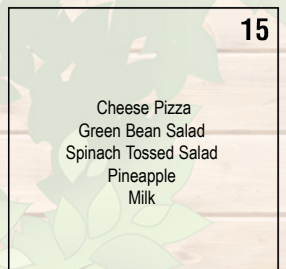 15
Cheese Pizza
Green Bean Salad
Spinach Tossed Salad
Pineapple
Milk